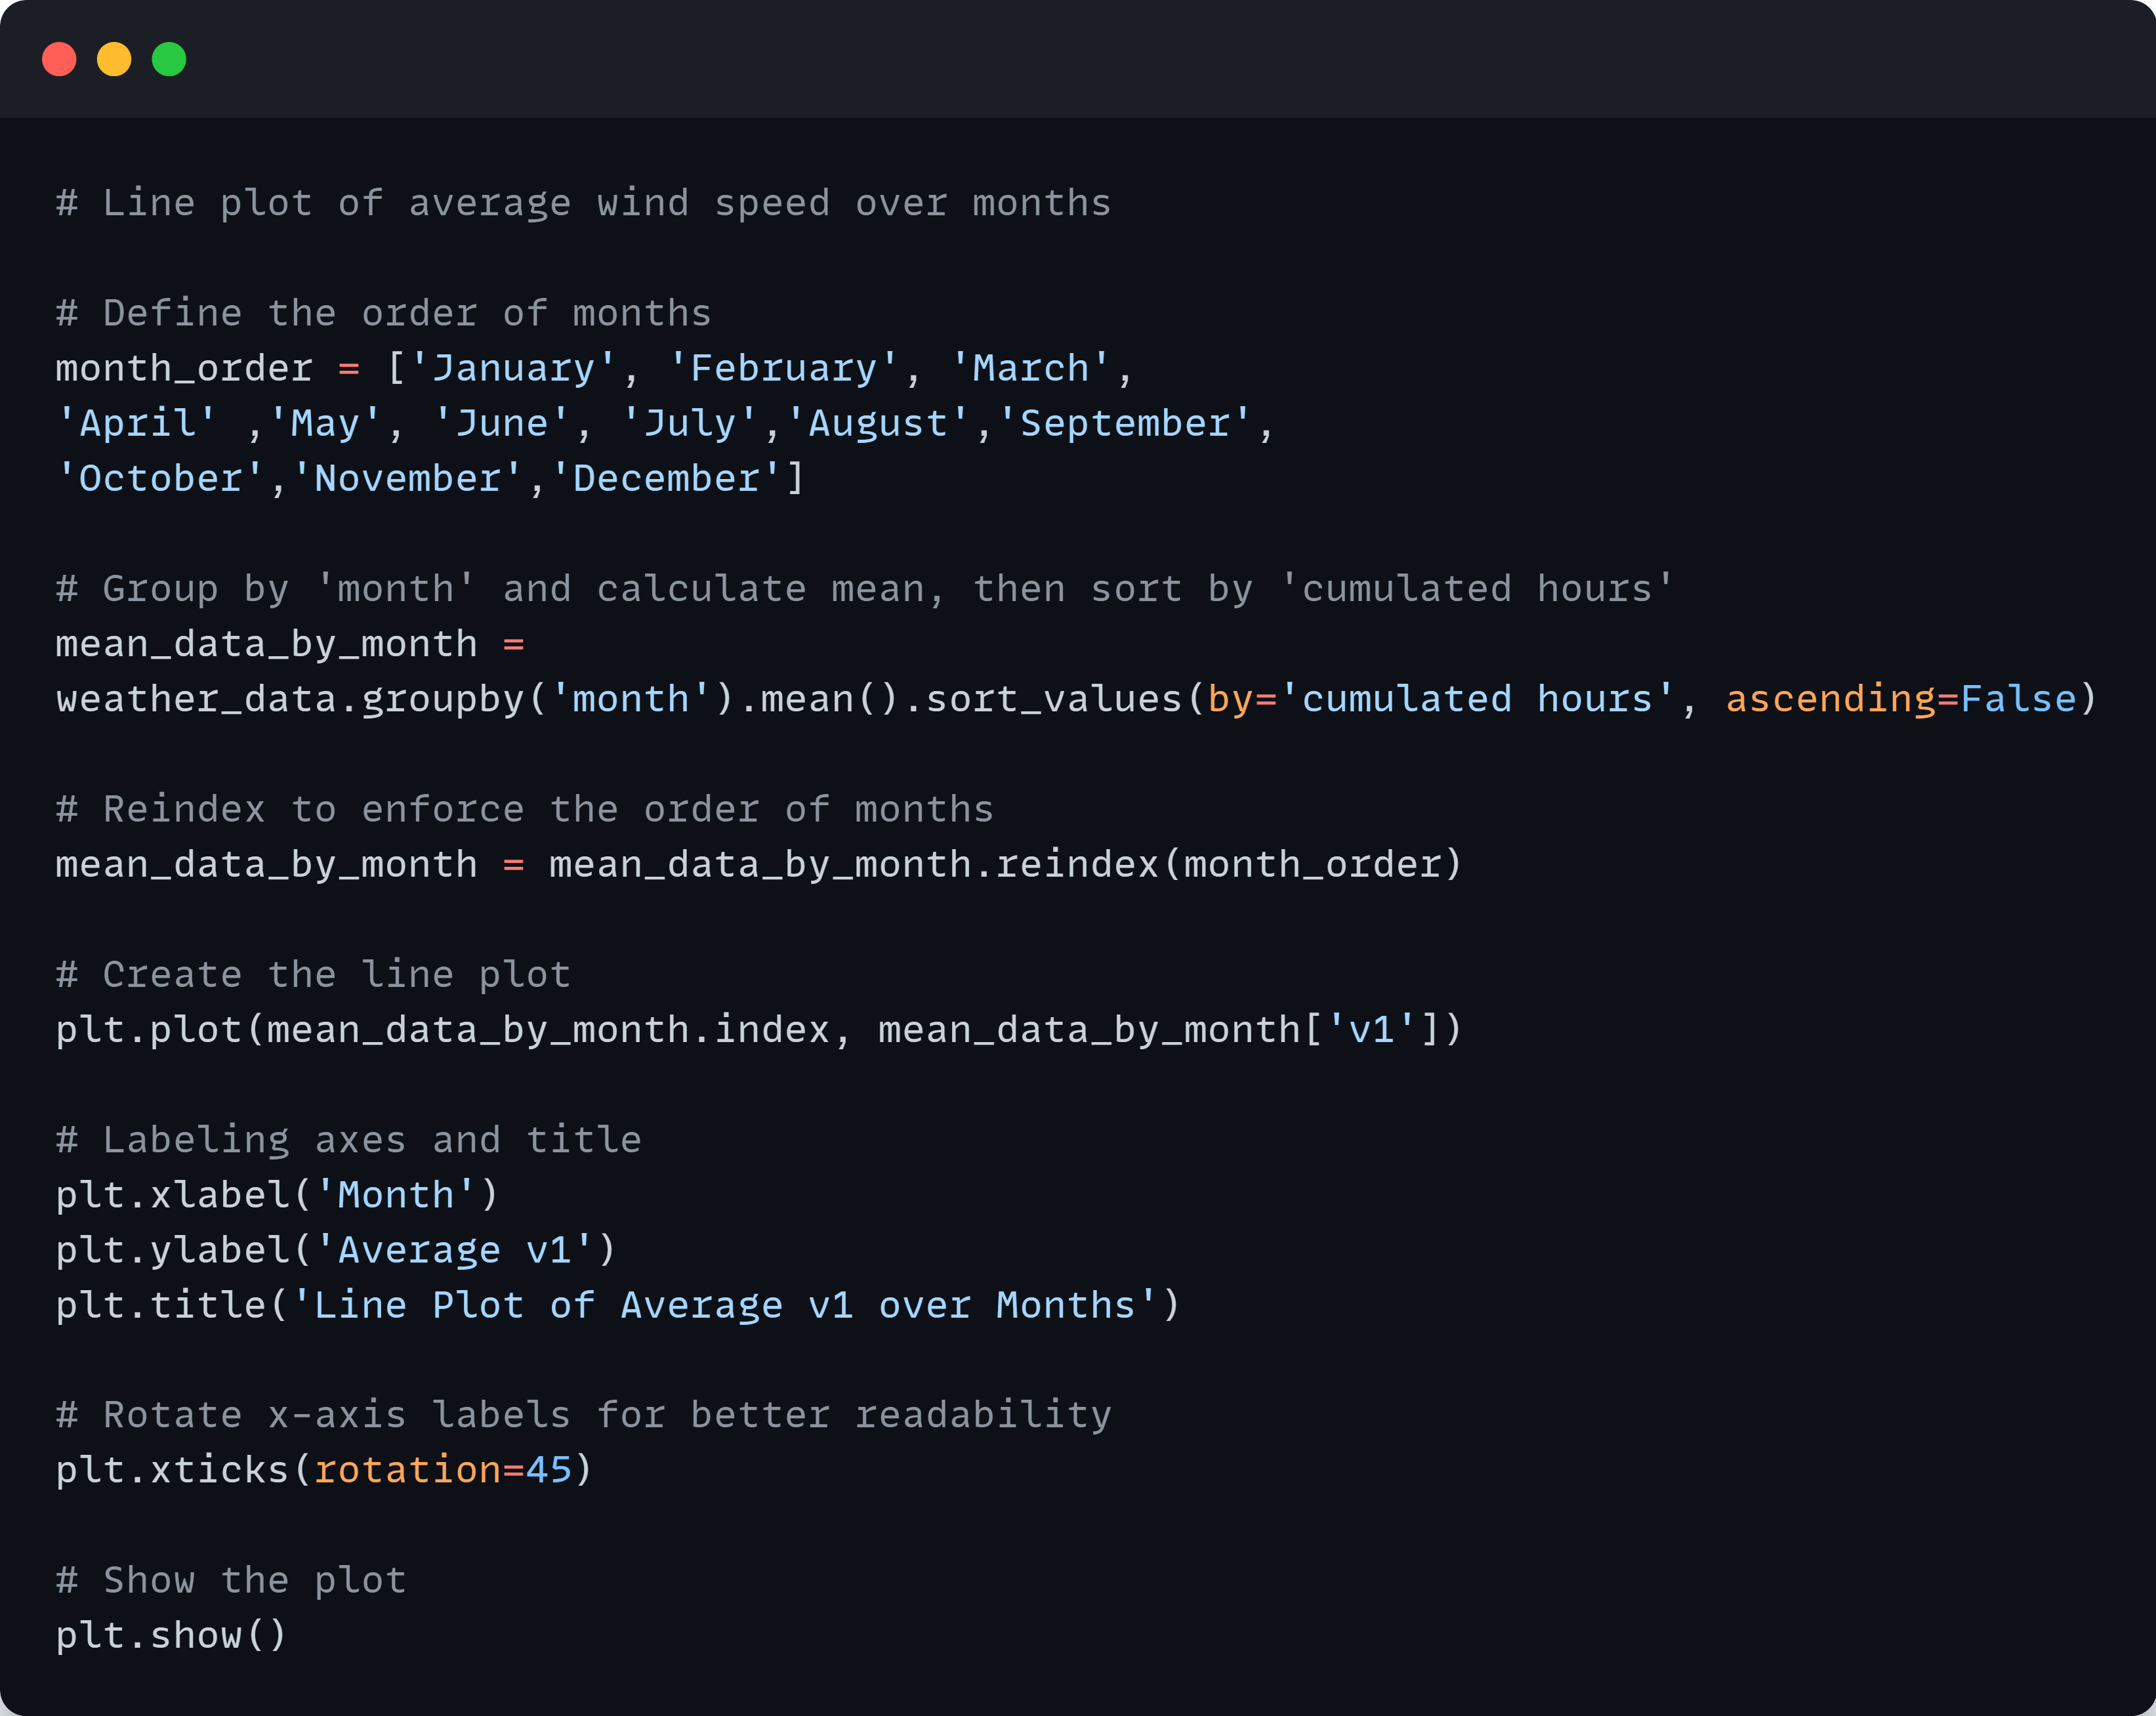 # Line plot of average wind speed over months
# Define the order of months
month_order = ['January', 'February', 'March',
'April' ,'May', 'June', 'July','August','September',
'October','November','December']
# Group by 'month' and calculate mean, then sort by 'cumulated hours'
mean_data_by_month =
weather_data.groupby('month').mean().sort_values(by='cumulated hours', ascending=False)
# Reindex to enforce the order of months
mean_data_by_month = mean_data_by_month.reindex(month_order)
# Create the line plot
plt.plot(mean_data_by_month.index, mean_data_by_month['v1'])
# Labeling axes and title
plt.xlabel('Month')
plt.ylabel('Average v1')
plt.title('Line Plot of Average v1 over Months')
# Rotate x-axis labels for better readability
plt.xticks(rotation=45)
# Show the plot
plt.show()